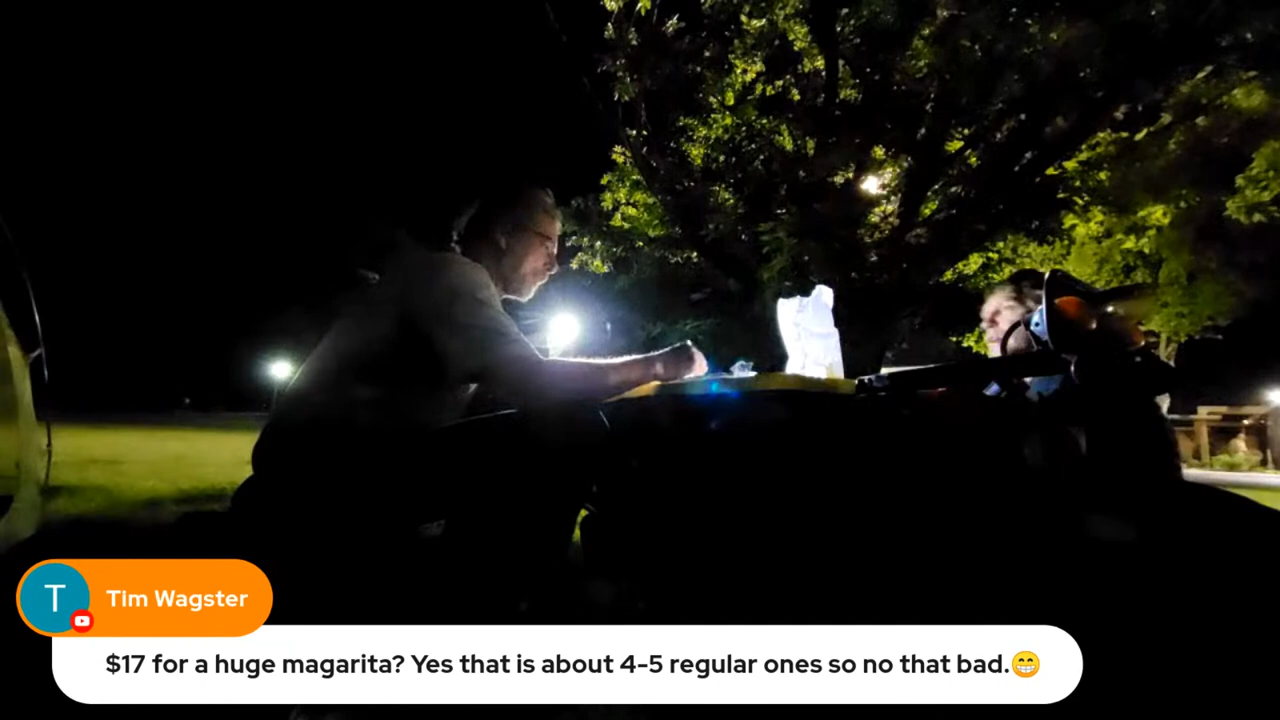 T
Tim Wagster
$17 for a huge magarita? Yes that is about 4-5 regular ones so no that bad.😁